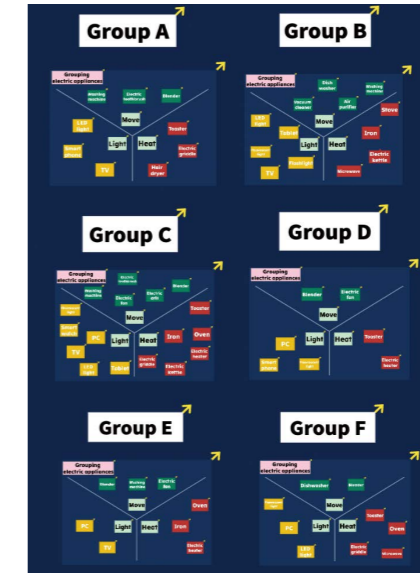 Group A
Grouping
electric appliances
Washing
machine
Electric
toothbrush
Blender
Move
LED
light
Toaster
Light
Heat
Smart
phone
Electric
griddle
TV
Hair
dryer
Group B
Grouping
electric appliances
Dish
washer
Washing
machine
Vacuum
cleaner
Air
purifier
Stove
Move
LED
light
Tablet
Iron
Light
Heat
Flashlight
Electric
kettle
TV
Microwave
Group C
Grouping
electric appliances
Electric
toothbrush
Blender
Washing
machine
Electric
fan
Electric
Toaster
Move
Smart
watch
PC
Light
Heat
Iron
Oven
TV
Electric
heater
Electric
griddle
LED
light
Tablet
Electric
kettle
Group D
Grouping
electric appliances
Blender
Electric
fan
Move
PC
Light
Heat
Toaster
Smart
phone
Electric
heater
Group E
Grouping
electric appliances
Blender
Washing
machine
Electric
fan
Move
Oven
PC
Light
Heat
Iron
TV
Electric
heater
Group F
Grouping
electric appliances
Dishwasher
Blender
Move
toaster
PC
Light
Heat
Oven
LED
light
Electric
griddle
Microwave